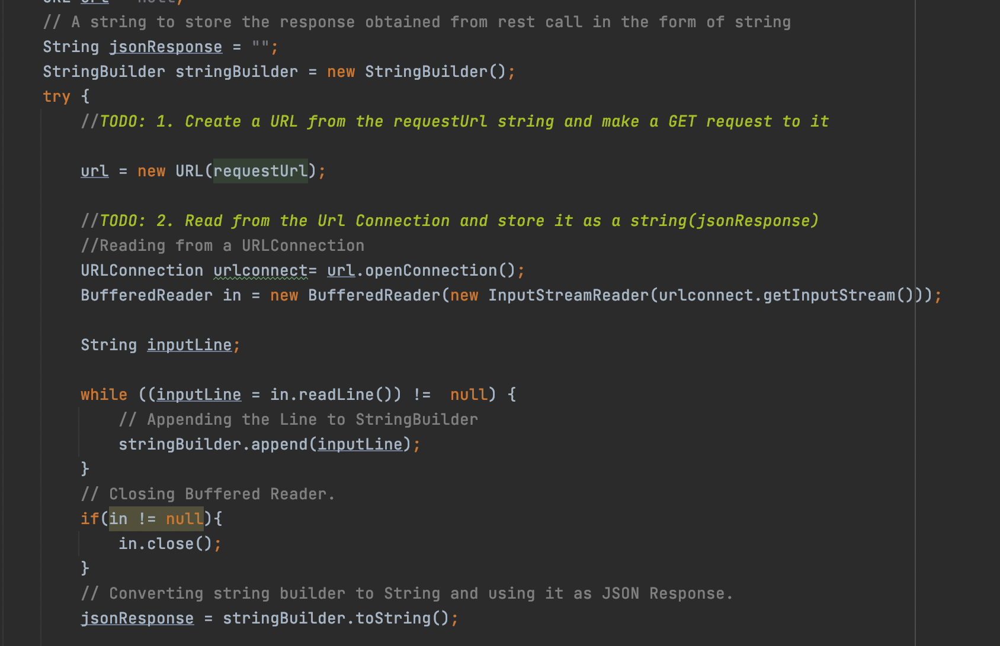 URL url = null;
// A string to store the response obtained from rest call in the form of string
String jsonResponse = "";
StringBuilder stringBuilder = new StringBuilder();
try {
//TODO: 1. Create a URL from the requestUrl string and make a GET request to it
url = new URL(requestUrl);
//TODO: 2. Read from the Url Connection and store it as a string(jsonResponse)
//Reading from a URLConnection
URLConnection urlconnect= url.openConnection();
BufferedReader in = new BufferedReader(new InputStreamReader(urlconnect.getInputStream()));
String inputLine;
while ((inputLine = in.readLine()) !=  null) {
// Appending the Line to StringBuilder
stringBuilder.append(inputLine);
}
// Closing Buffered Reader.
if(in != null){
in.close();
}
// Converting string builder to String and using it as JSON Response.
jsonResponse = stringBuilder.toString();